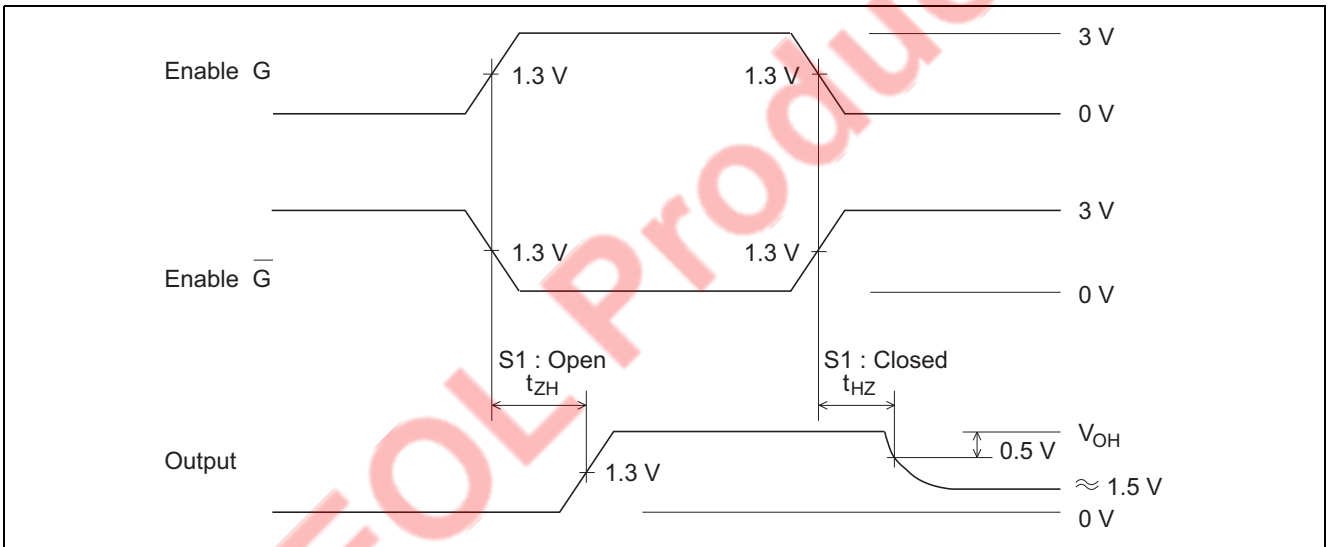 3 V
Enable G
1.3 V 1.3 V
0 V
3 V
1.3 V 1.3 V
Enable G̅
0 V
S1 : Open S1 : Closed
tZH tHZ
VOH
0.5 V
Output
1.3 V
≈ 1.5 V
0 V
EOL Produc